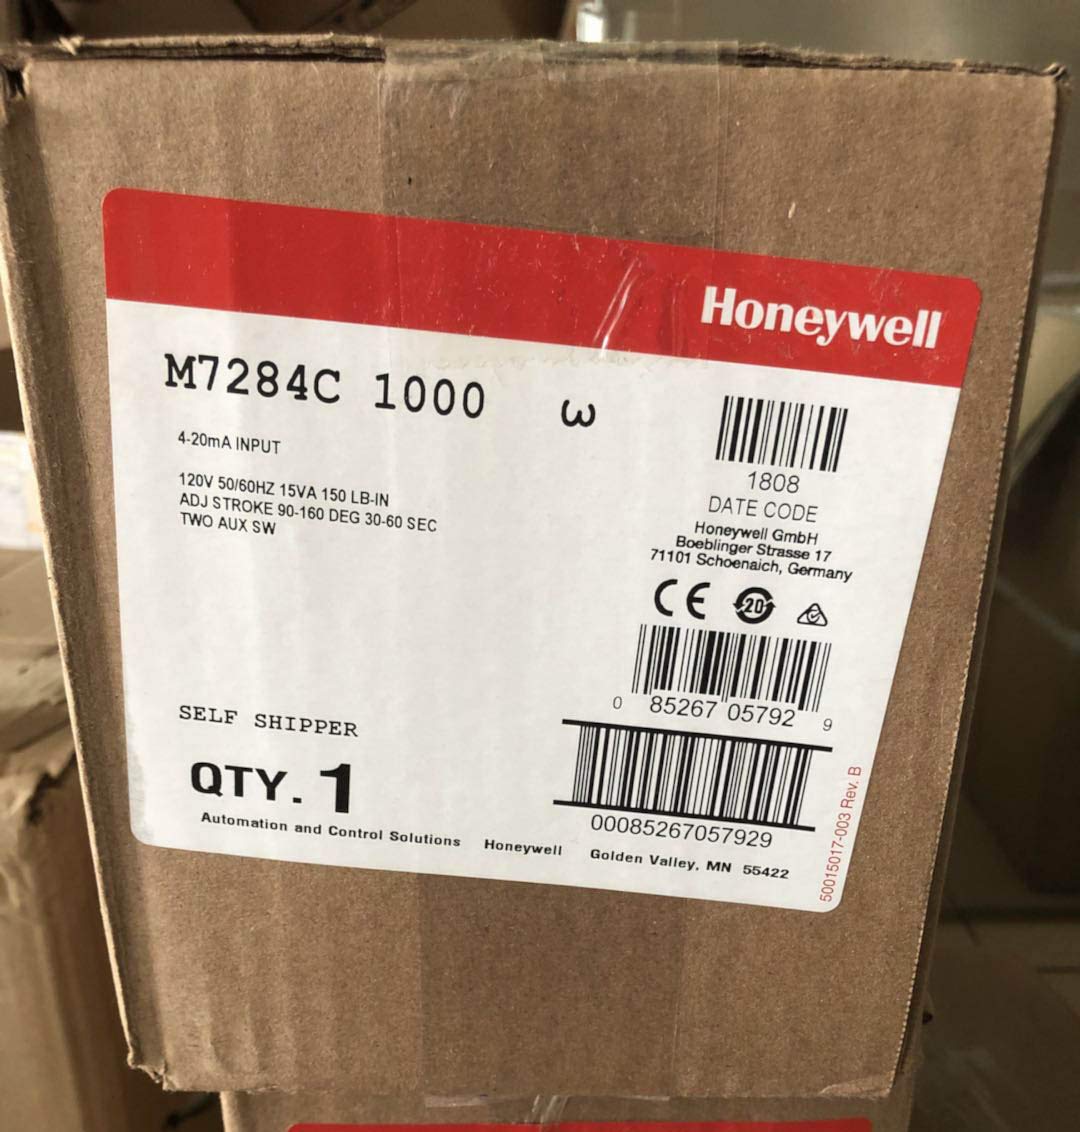 Honeywell
M7284C 1000 ω
4-20mA INPUT
120V 50/60HZ 15VA 150 LB-IN
ADJ STROKE 90-160 DEG 30-60 SEC
TWO AUX SW
1808
DATE CODE
Honeywell GmbH
Boeblinger Strasse 17
71101 Schoenaich, Germany
CE 20
0 85267 05792 9
SELF SHIPPER
QTY. 1
00085267057929
Automation and Control Solutions Honeywell Golden Valley, MN 55422
50015017-003 Rev. B